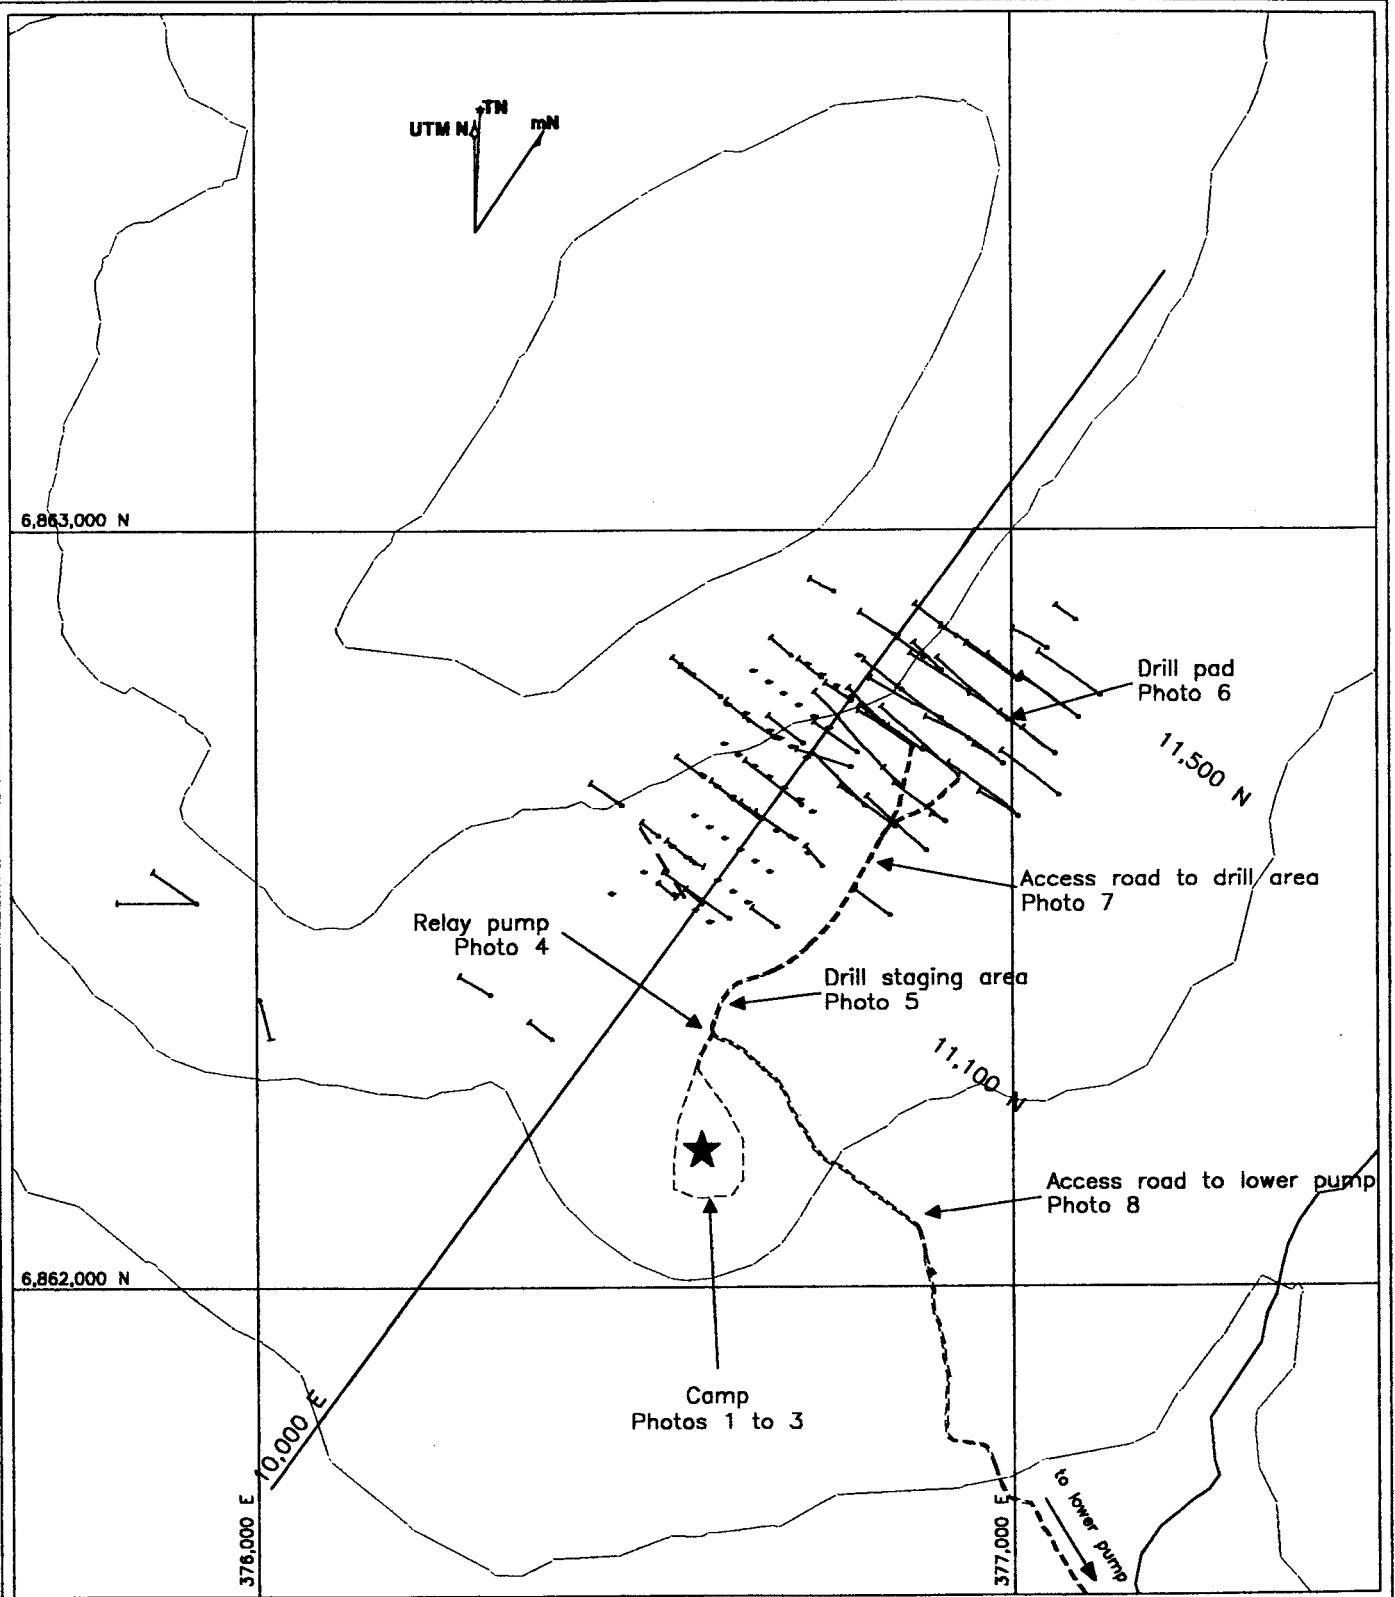 TN
UTM N
mN
6,863,000 N
Drill pad
Photo 6
11,500 N
Access road to drill area
Photo 7
Relay pump
Photo 4
Drill staging area
Photo 5
11,100 N
Access road to lower pump
Photo 8
6,862,000 N
Camp
Photos 1 to 3
10,000 E
376,000 E
377,000 E
to lower pump